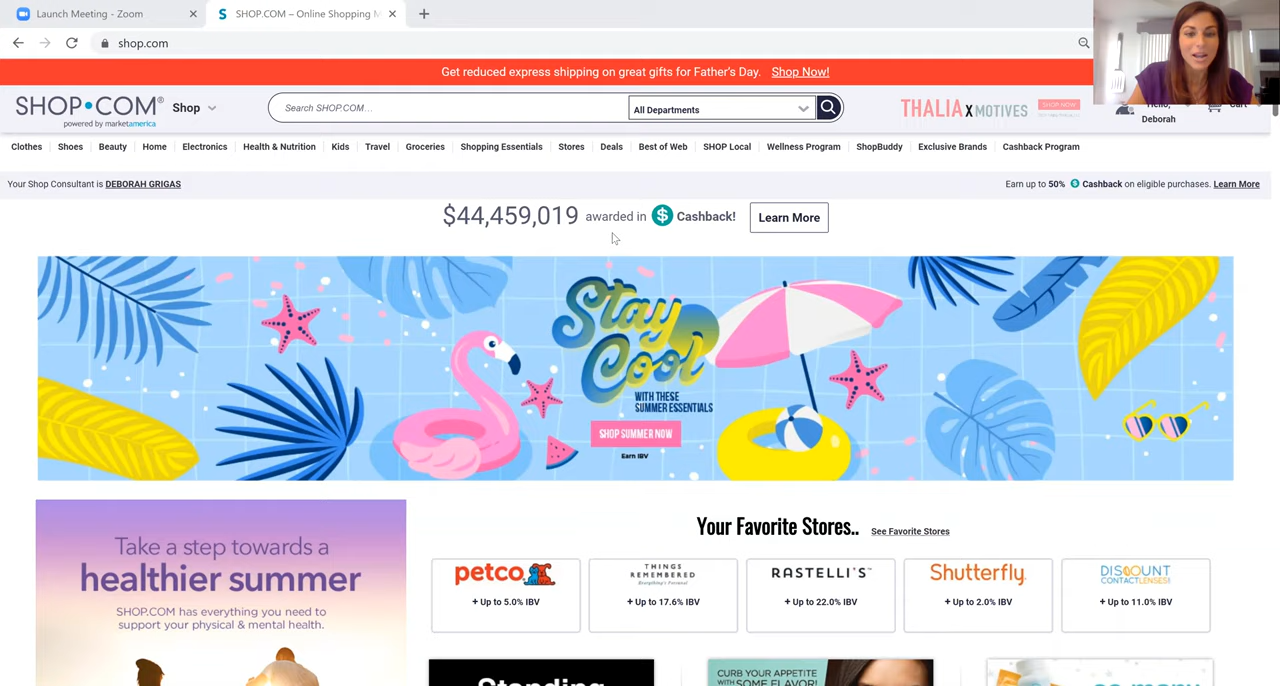 Launch Meeting - Zoom
SHOP.COM – Online Shopping M
shop.com
Get reduced express shipping on great gifts for Father's Day. Shop Now!
SHOP.COM®
powered by marketamerica
Shop
Search SHOP.COM...
All Departments
THALIA X MOTIVES
SHOP NOW
Hello,
Deborah
Cart
Clothes Shoes Beauty Home Electronics Health & Nutrition Kids Travel Groceries Shopping Essentials Stores Deals Best of Web SHOP Local Wellness Program ShopBuddy Exclusive Brands Cashback Program
Your Shop Consultant is DEBORAH GRIGAS
Earn up to 50% $ Cashback on eligible purchases. Learn More
$44,459,019 awarded in $ Cashback! Learn More
Stay
Cool
WITH THESE
SUMMER ESSENTIALS
SHOP SUMMER NOW
Earn IBV
Take a step towards a
healthier summer
SHOP.COM has everything you need to
support your physical & mental health.
Your Favorite Stores.. See Favorite Stores
petco
+ Up to 5.0% IBV
THINGS
REMEMBERED
Everything's Personal
+ Up to 17.6% IBV
RASTELLI'S™
+ Up to 22.0% IBV
Shutterfly
+ Up to 2.0% IBV
DISCOUNT
CONTACTLENSES
+ Up to 11.0% IBV
Standing
CURB YOUR APPETITE
WITH SOME FLAVOR!
so many